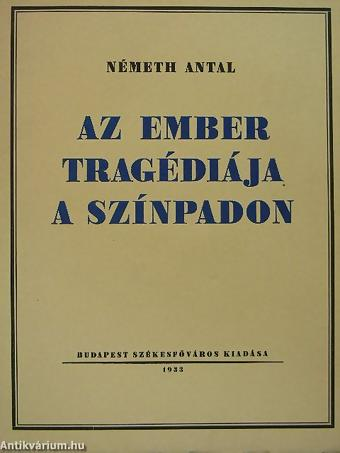 NÉMETH ANTAL
AZ EMBER
TRAGÉDIÁJA
A SZÍNPADON
BUDAPEST SZÉKESFŐVÁROS KIADÁSA
1933
Antikvárium.hu